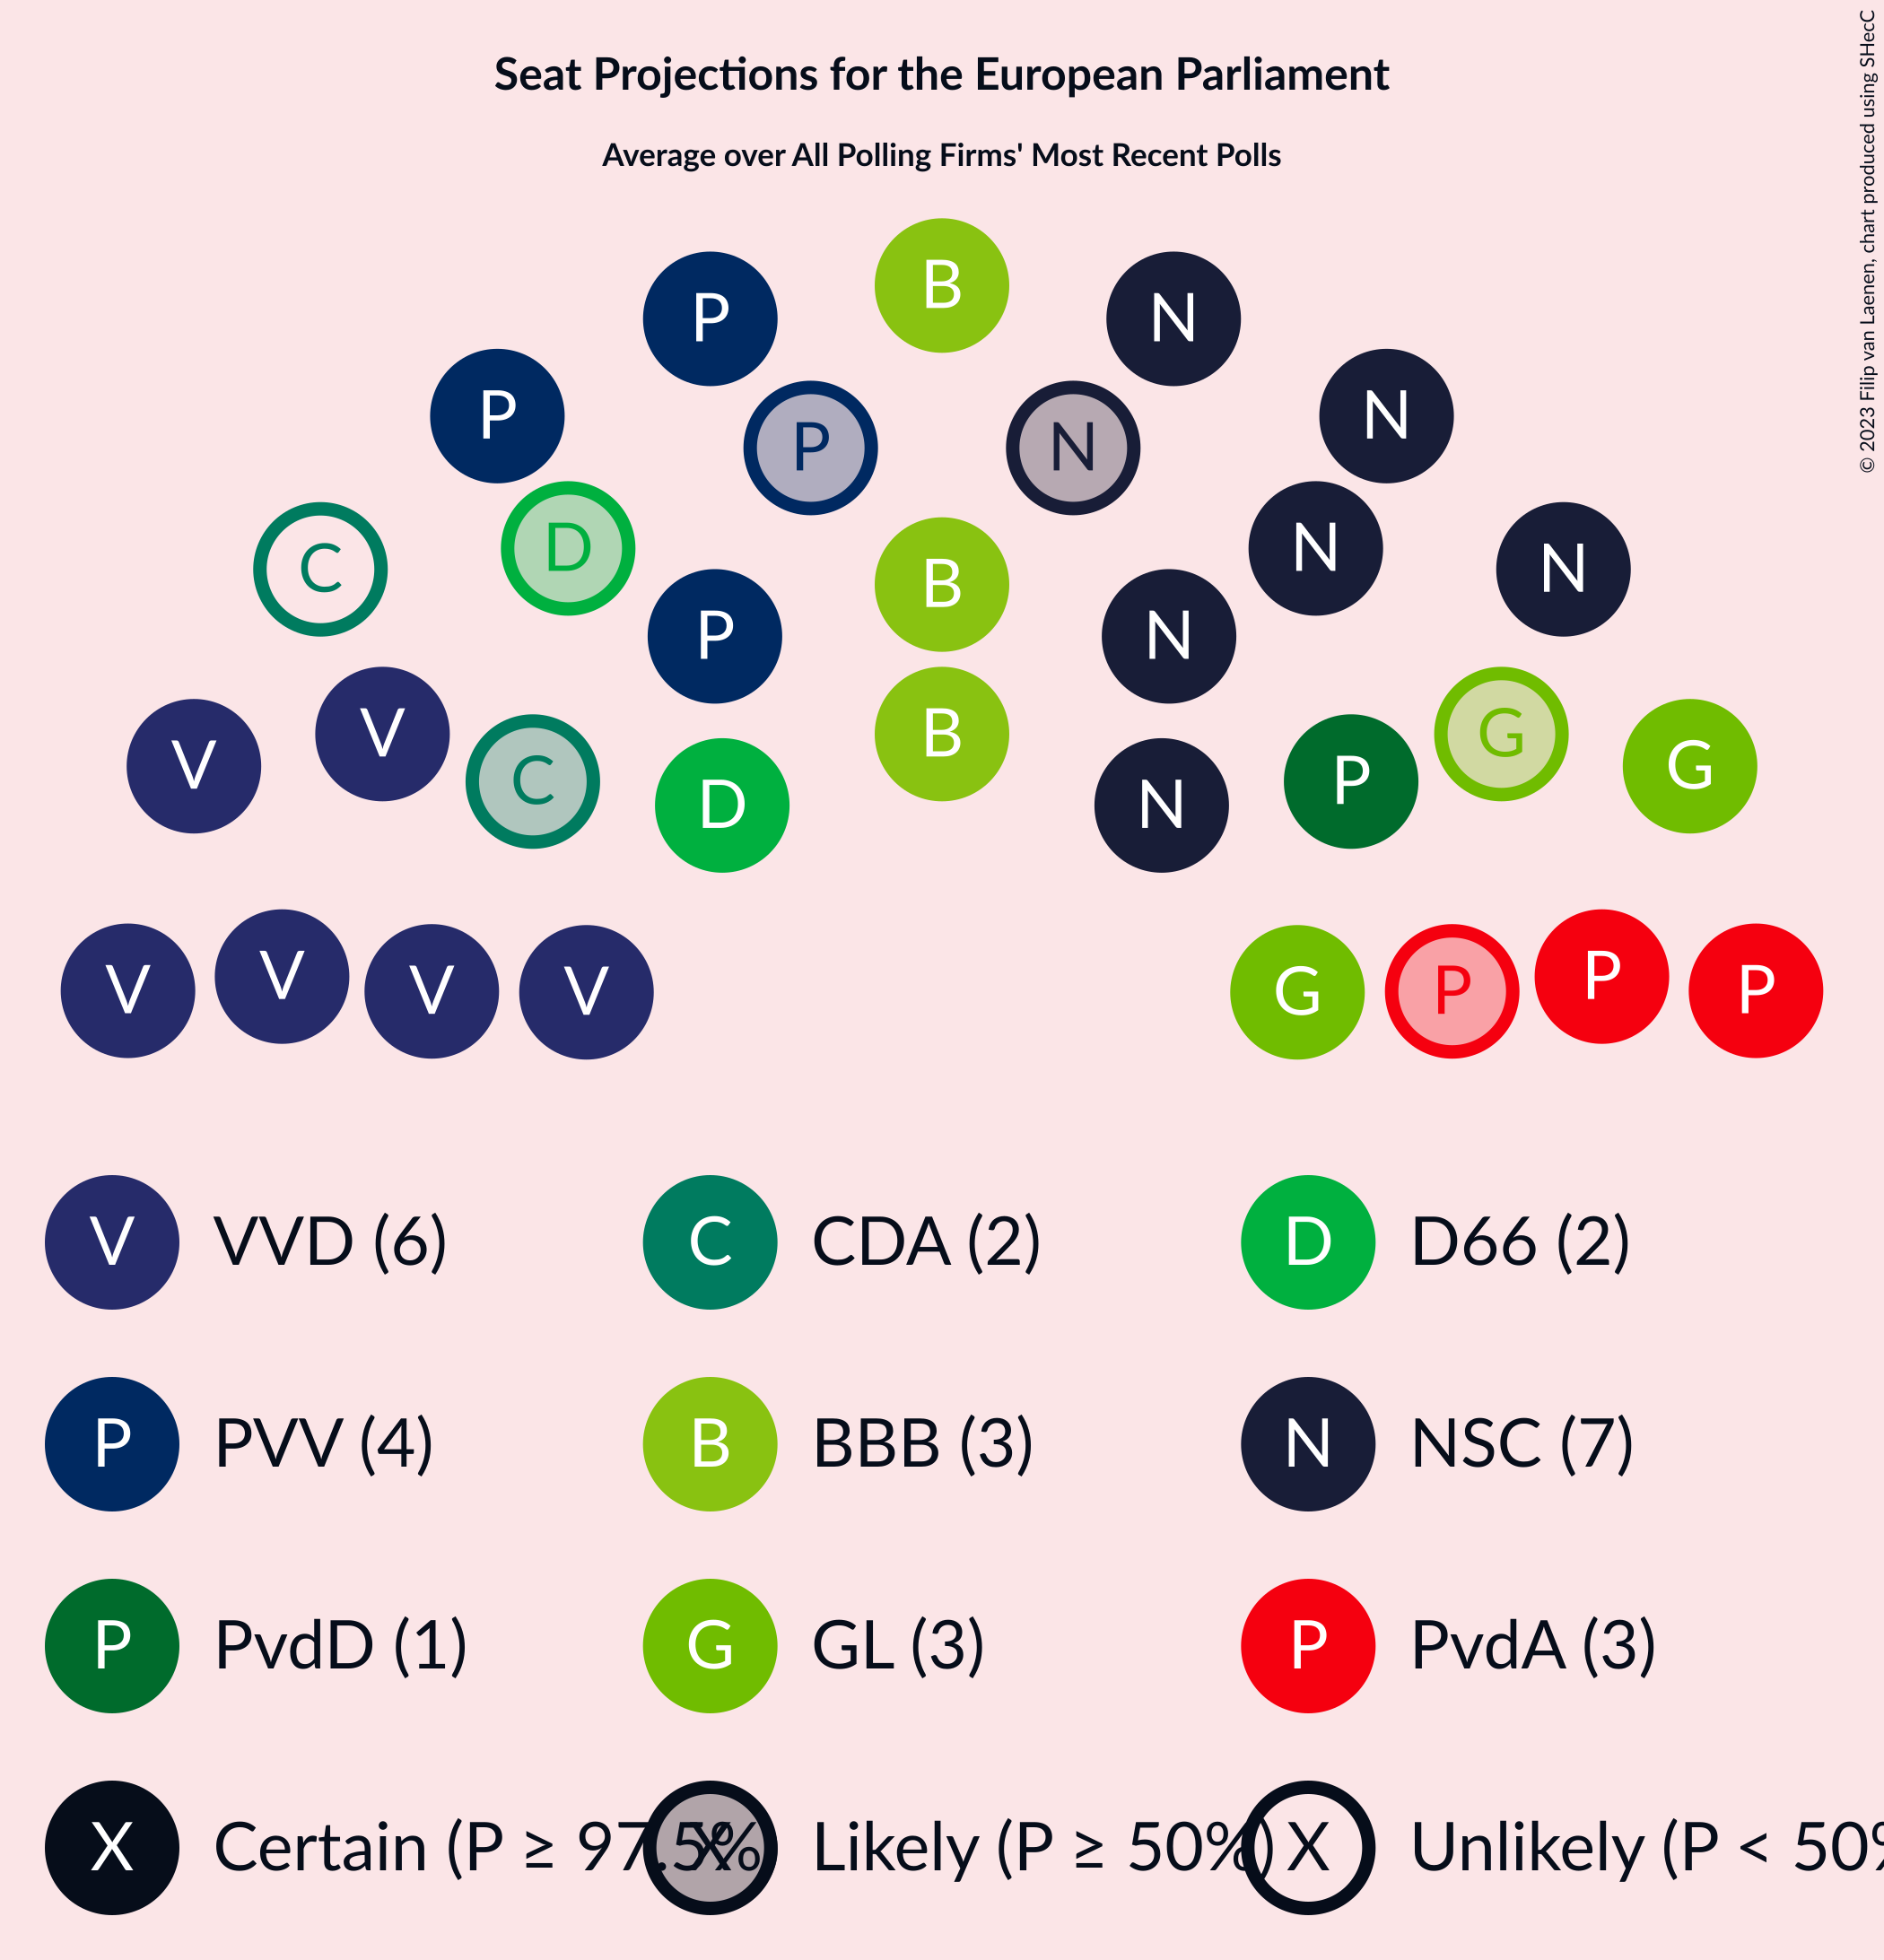 Seat Projections for the European Parliament
Average over All Polling Firms' Most Recent Polls
© 2023 Filip van Laenen, chart produced using SHecC
B
P N
P N
P N
D N
C N
B
P N
V G
B
V G
C P
D N
V V
P P
V V
G P
V VVD (6) C CDA (2) D D66 (2)
P PVV (4) B BBB (3) N NSC (7)
P PvdD (1) G GL (3) P PvdA (3)
X Certain (P ≥ 97.5% X Likely (P ≥ 50%) X Unlikely (P < 50%